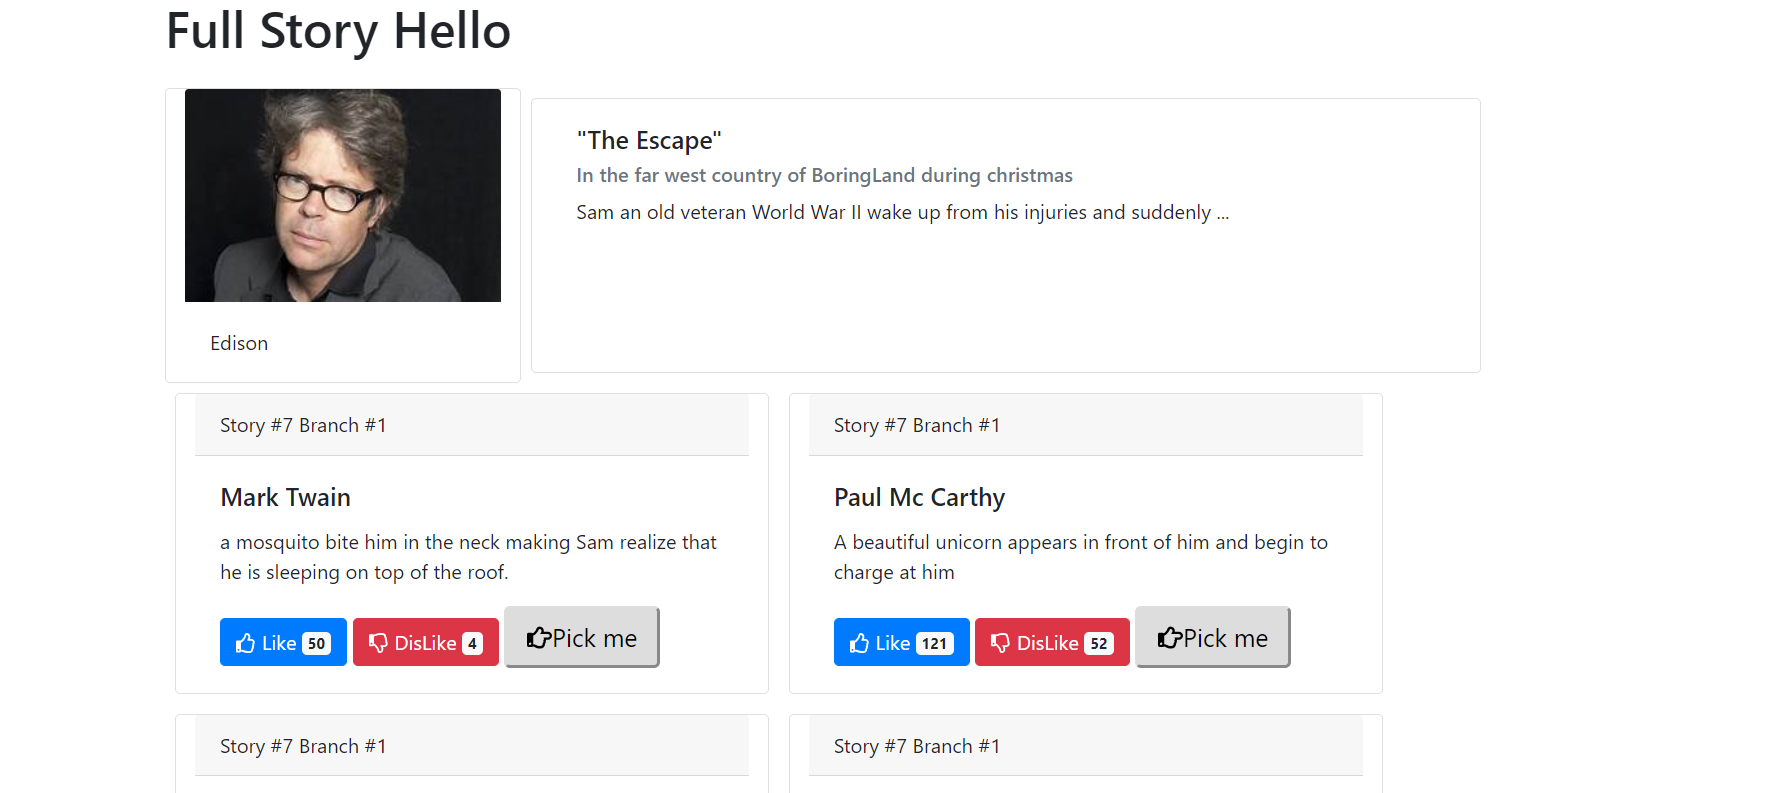 Full Story Hello
"The Escape"
In the far west country of BoringLand during christmas
Sam an old veteran World War II wake up from his injuries and suddenly ...
Edison
Story #7 Branch #1
Mark Twain
a mosquito bite him in the neck making Sam realize that
he is sleeping on top of the roof.
Like 50 DisLike 4 Pick me
Story #7 Branch #1
Paul Mc Carthy
A beautiful unicorn appears in front of him and begin to
charge at him
Like 121 DisLike 52 Pick me
Story #7 Branch #1
Story #7 Branch #1